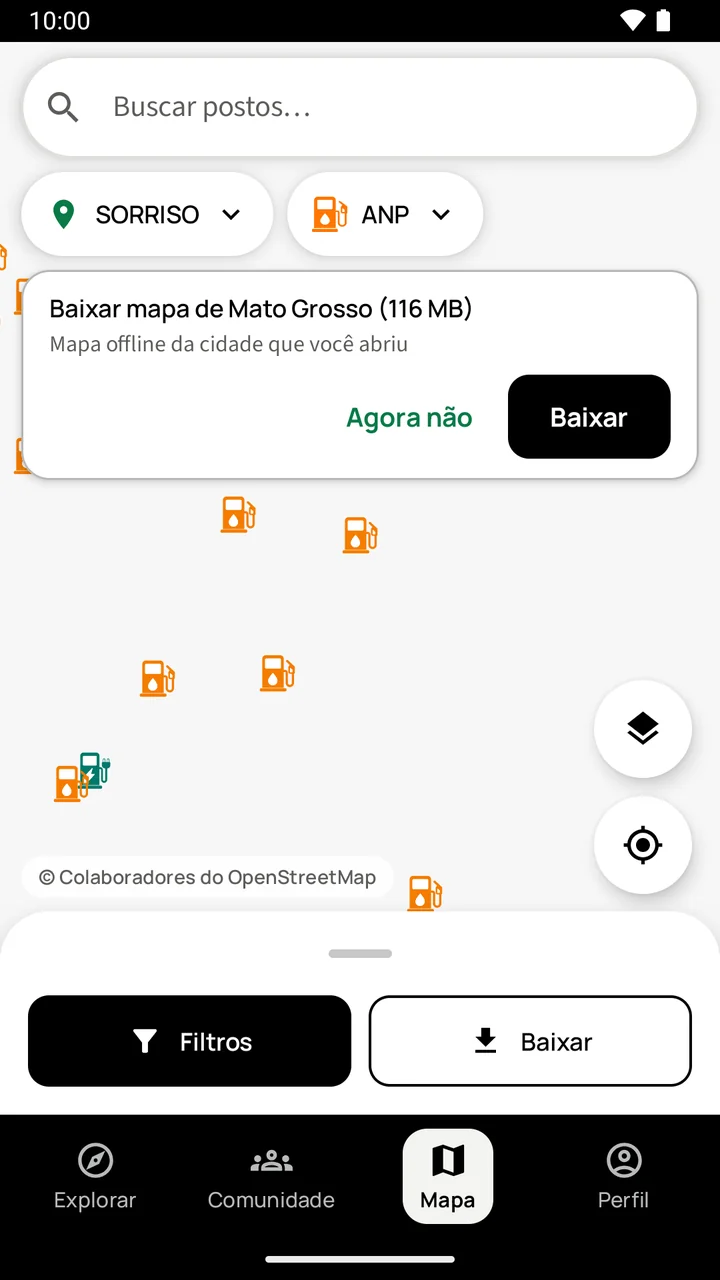 10:00
Buscar postos…
SORRISO
ANP
Baixar mapa de Mato Grosso (116 MB)
Mapa offline da cidade que você abriu
Agora não
Baixar
© Colaboradores do OpenStreetMap
Filtros
Baixar
Explorar
Comunidade
Mapa
Perfil